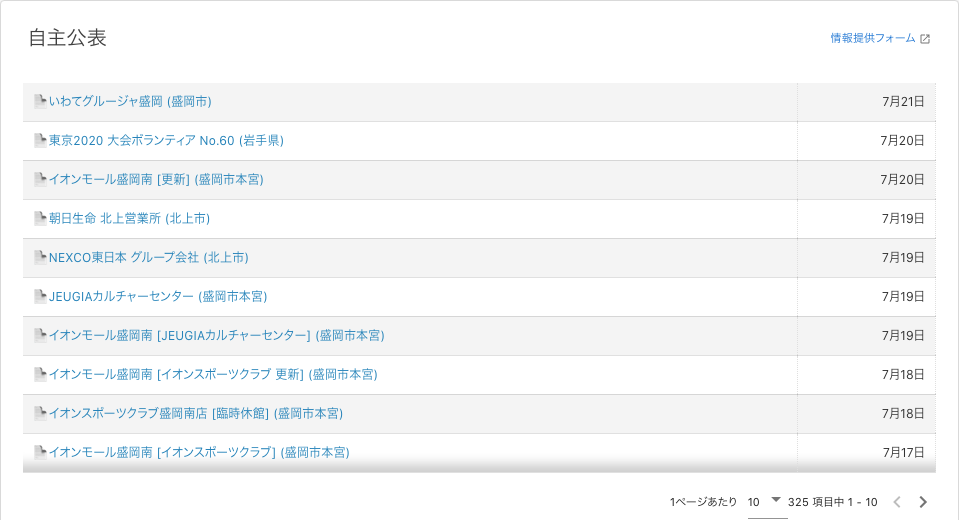 自主公表
情報提供フォーム
いわてグルージャ盛岡 (盛岡市) 7月21日
東京2020 大会ボランティア No.60 (岩手県) 7月20日
イオンモール盛岡南 [更新] (盛岡市本宮) 7月20日
朝日生命 北上営業所 (北上市) 7月19日
NEXCO東日本 グループ会社 (北上市) 7月19日
JEUGIAカルチャーセンター (盛岡市本宮) 7月19日
イオンモール盛岡南 [JEUGIAカルチャーセンター] (盛岡市本宮) 7月19日
イオンモール盛岡南 [イオンスポーツクラブ 更新] (盛岡市本宮) 7月18日
イオンスポーツクラブ盛岡南店 [臨時休館] (盛岡市本宮) 7月18日
イオンモール盛岡南 [イオンスポーツクラブ] (盛岡市本宮) 7月17日
1ページあたり 10 325 項目中 1 - 10